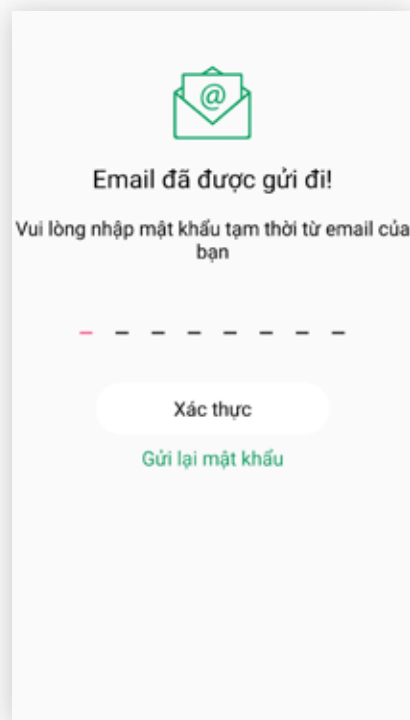 @
Email đã được gửi đi!
Vui lòng nhập mật khẩu tạm thời từ email của
bạn
Xác thực
Gửi lại mật khẩu